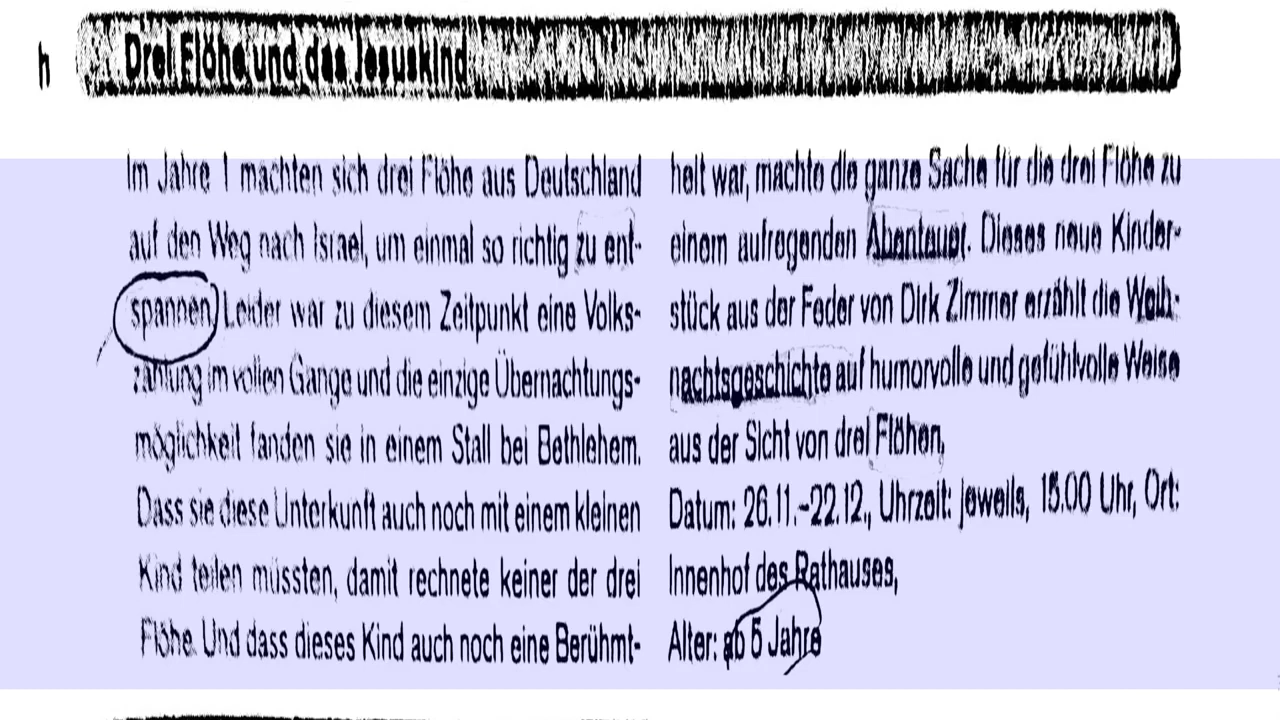 h
Drei Flöhe und das Jesuskind
Im Jahre 1 machten sich drei Flöhe aus Deutschland
auf den Weg nach Israel, um einmal so richtig zu ent-
spannen. Leider war zu diesem Zeitpunkt eine Volks-
zählung im vollen Gange und die einzige Übernachtungs-
möglichkeit fanden sie in einem Stall bei Bethlehem.
Dass sie diese Unterkunft auch noch mit einem kleinen
Kind teilen müssten, damit rechnete keiner der drei
Flöhe. Und dass dieses Kind auch noch eine Berühmt-
heit war, machte die ganze Sache für die drei Flöhe zu
einem aufregenden Abenteuer. Dieses neue Kinder-
stück aus der Feder von Dirk Zimmer erzählt die Weih-
nachtsgeschichte auf humorvolle und gefühlvolle Weise
aus der Sicht von drei Flöhen,
Datum: 26.11.-22.12., Uhrzeit: jeweils, 15.00 Uhr, Ort:
Innenhof des Rathauses,
Alter: ab 5 Jahre